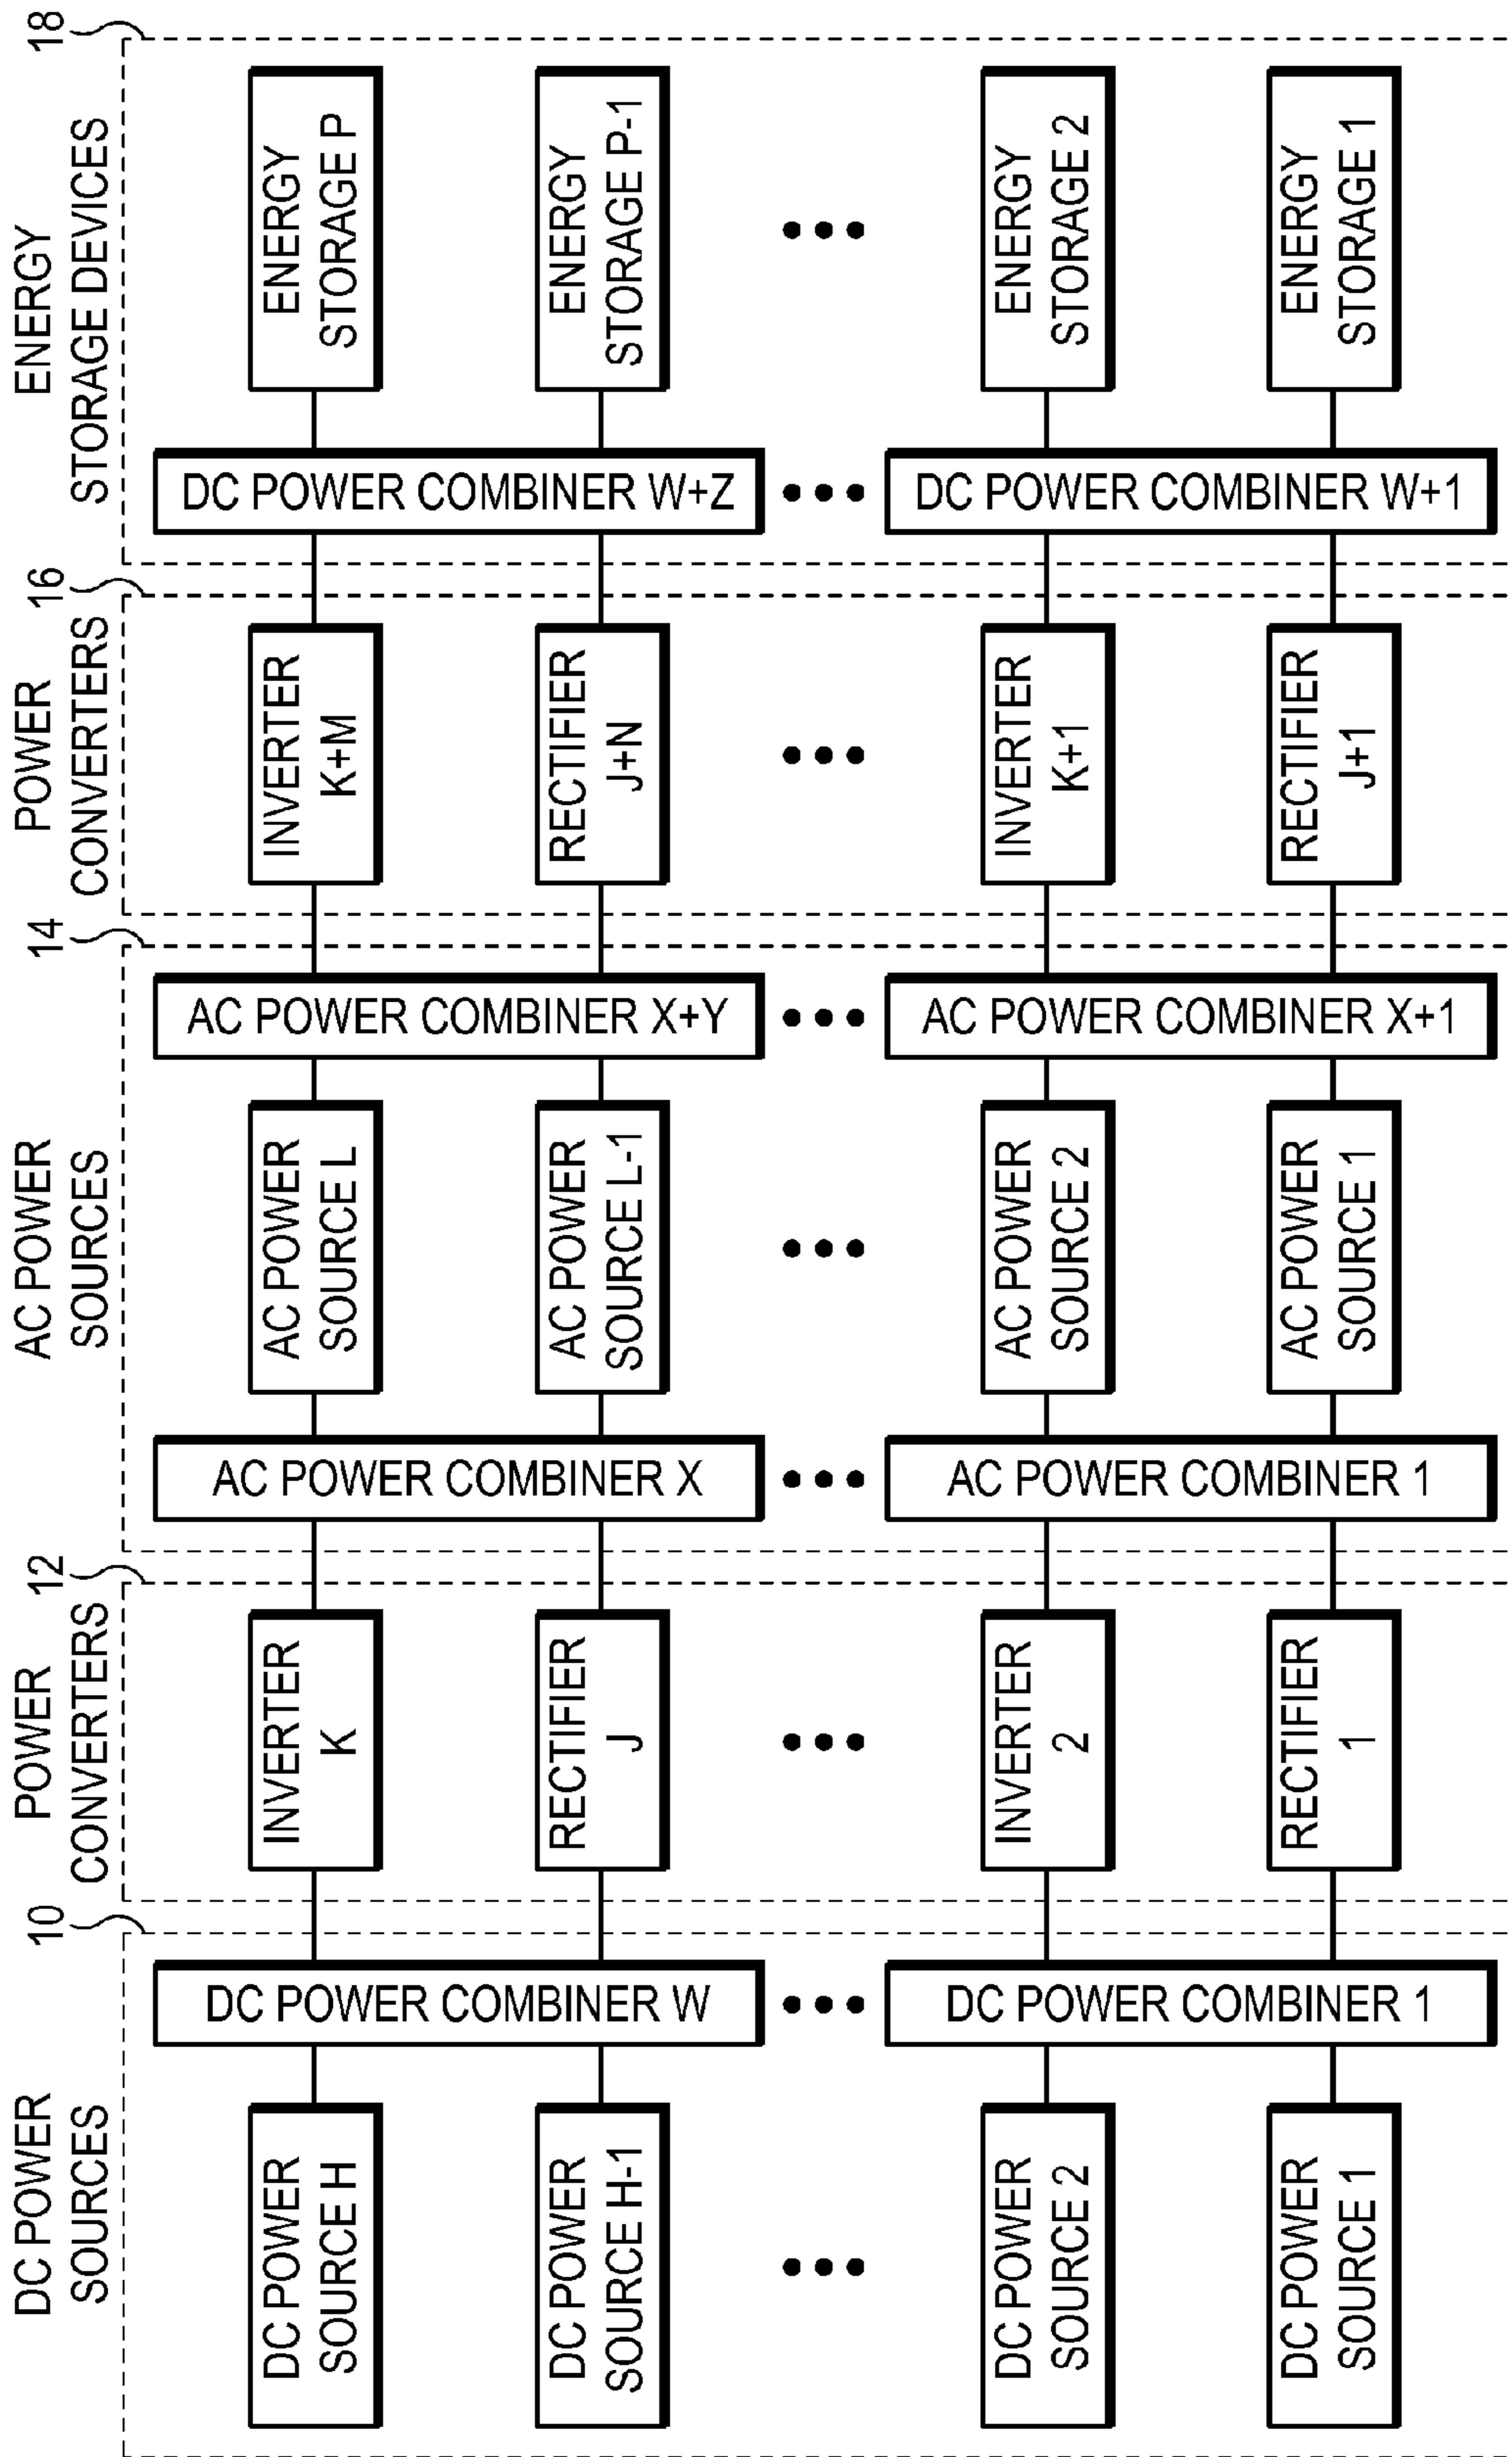 DC POWER
SOURCES
10
DC POWER
SOURCE H
DC POWER
SOURCE H-1
DC POWER
SOURCE 2
DC POWER
SOURCE 1
DC POWER COMBINER W
DC POWER COMBINER 1
POWER
CONVERTERS
12
INVERTER
K
RECTIFIER
J
INVERTER
2
RECTIFIER
1
AC POWER
SOURCES
14
AC POWER COMBINER X
AC POWER COMBINER 1
AC POWER
SOURCE L
AC POWER
SOURCE L-1
AC POWER
SOURCE 2
AC POWER
SOURCE 1
AC POWER COMBINER X+Y
AC POWER COMBINER X+1
POWER
CONVERTERS
16
INVERTER
K+M
RECTIFIER
J+N
INVERTER
K+1
RECTIFIER
J+1
ENERGY
STORAGE DEVICES
18
DC POWER COMBINER W+Z
DC POWER COMBINER W+1
ENERGY
STORAGE P
ENERGY
STORAGE P-1
ENERGY
STORAGE 2
ENERGY
STORAGE 1